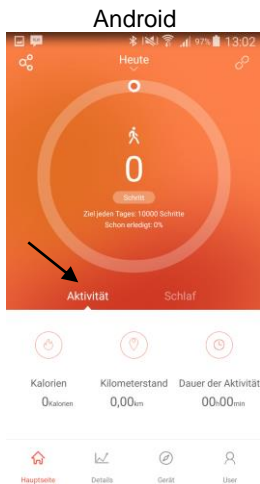 Android
97% 13:02
Heute
0
Schritt
Ziel jeden Tages: 10000 Schritte
Schon erledigt: 0%
Aktivität Schlaf
Kalorien Kilometerstand Dauer der Aktivität
0Kalorien 0,00km 00h00min
Hauptseite Details Gerät User